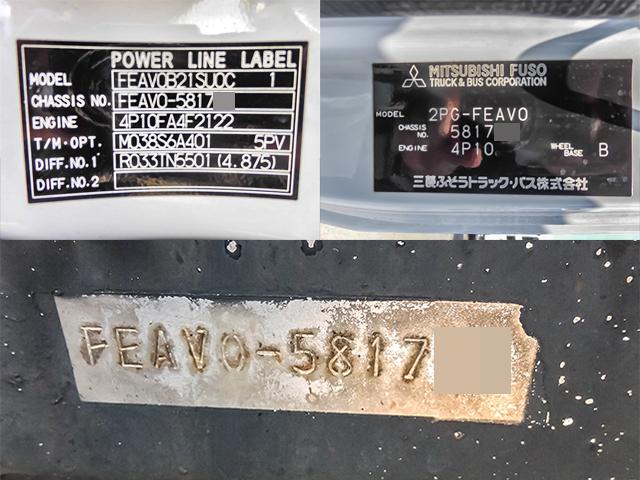 POWER LINE LABEL
MODEL FEAV0B21SU0C 1
CHASSIS NO. FEAV0-5817
ENGINE 4P10FA4F2122
T/M·OPT. M038S6A401 5PV
DIFF.NO.1 R033TN5501 (4.875)
DIFF.NO.2
MITSUBISHI FUSO
TRUCK & BUS CORPORATION
MODEL 2PG-FEAV0
CHASSIS NO. 5817
ENGINE 4P10 WHEEL BASE B
三菱ふそうトラック・バス株式会社
FEAV0-5817